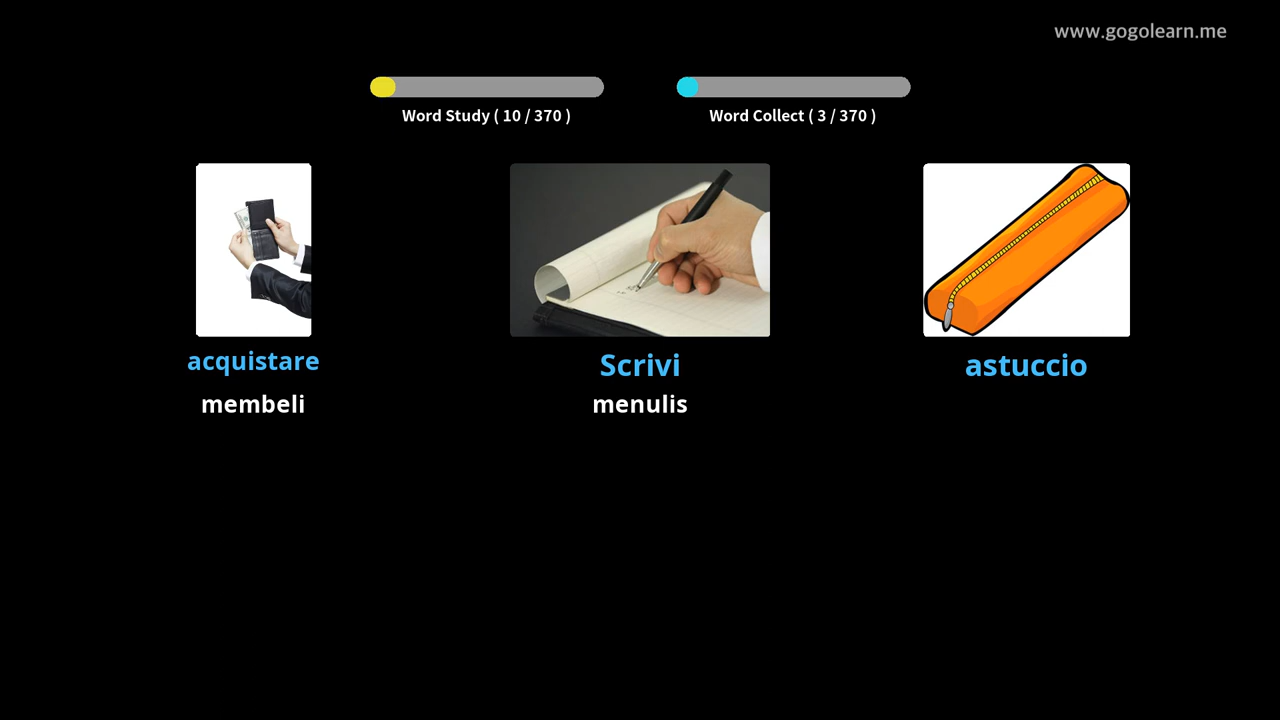 www.gogolearn.me
Word Study ( 10 / 370 )
Word Collect ( 3 / 370 )
acquistare
membeli
Scrivi
menulis
astuccio